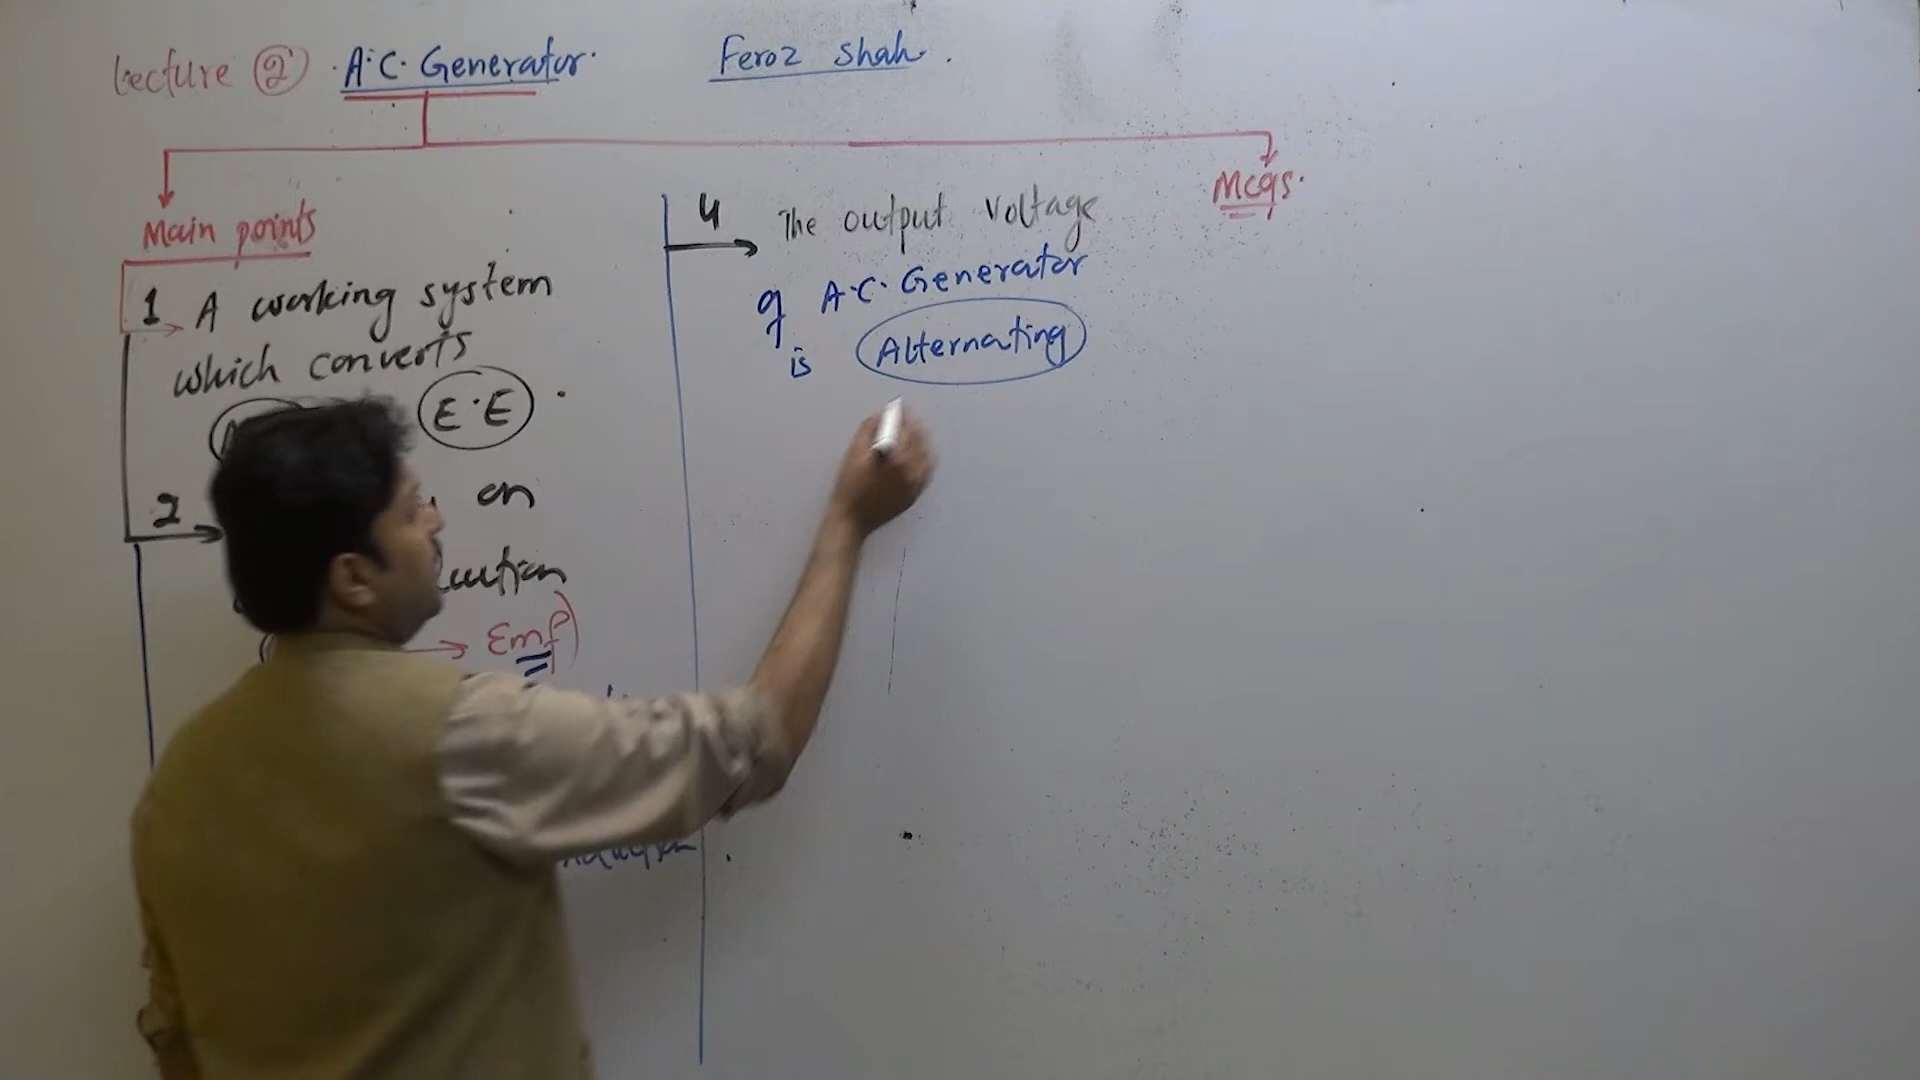 Lecture ② A.C. Generator. Feroz Shah.
Main points
1 A working system
which converts
E.E.
2 on
Emf)
4 The output voltage
of A.C. Generator
is Alternating
Mcqs.